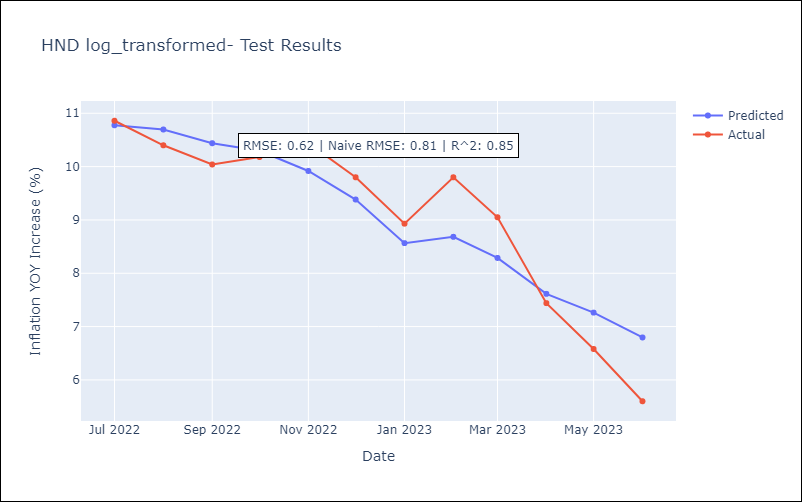 HND log_transformed- Test Results
Predicted
Actual
RMSE: 0.62 | Naive RMSE: 0.81 | R^2: 0.85
Inflation YOY Increase (%)
11
10
9
8
7
6
Jul 2022
Sep 2022
Nov 2022
Jan 2023
Mar 2023
May 2023
Date